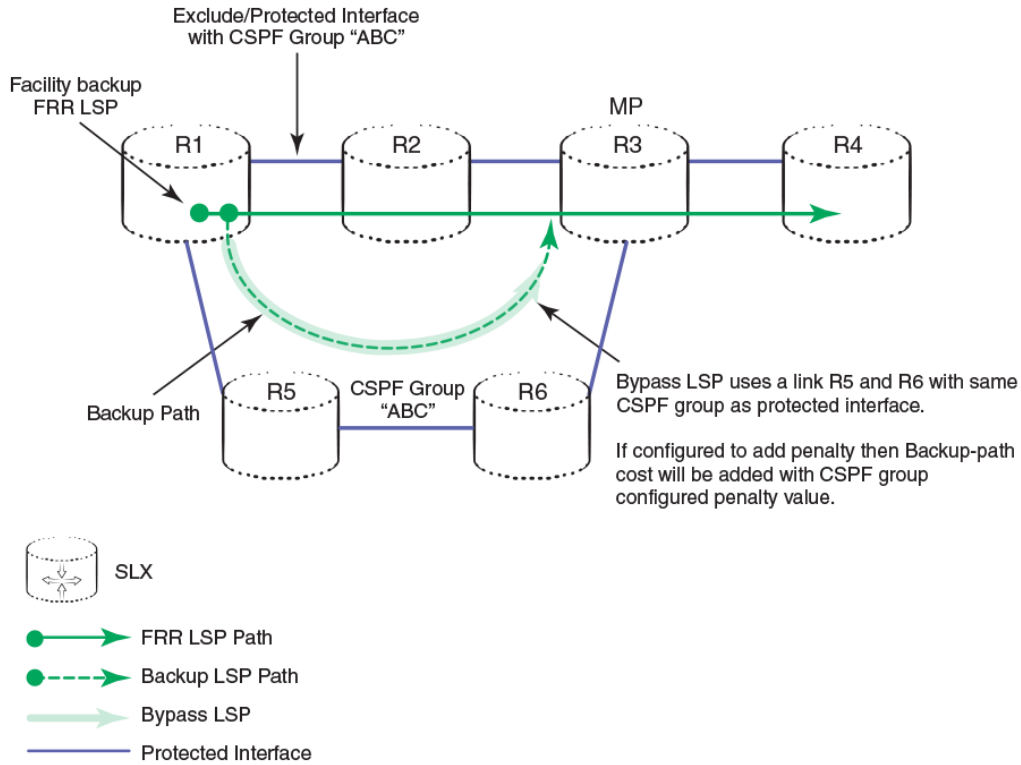 Exclude/Protected Interface
with CSPF Group “ABC”
Facility backup
FRR LSP
MP
R1
R2
R3
R4
Backup Path
R5
CSPF Group
“ABC”
R6
Bypass LSP uses a link R5 and R6 with same
CSPF group as protected interface.
If configured to add penalty then Backup-path
cost will be added with CSPF group
configured penalty value.
SLX
FRR LSP Path
Backup LSP Path
Bypass LSP
Protected Interface